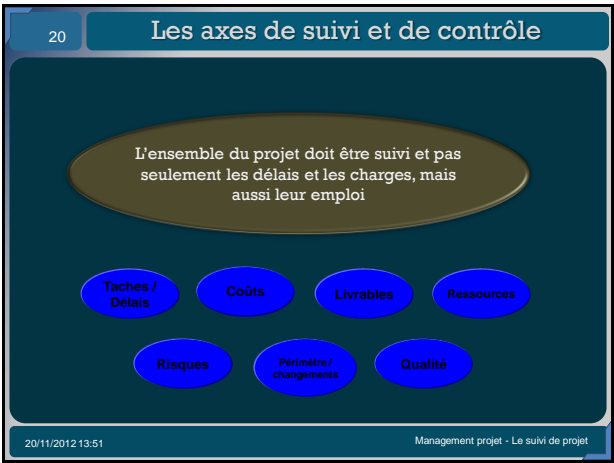 20
Les axes de suivi et de contrôle
L'ensemble du projet doit être suivi et pas
seulement les délais et les charges, mais
aussi leur emploi
Taches /
Délais
Coûts
Livrables
Ressources
Risques
Périmètre /
changements
Qualité
20/11/2012 13:51
Management projet - Le suivi de projet